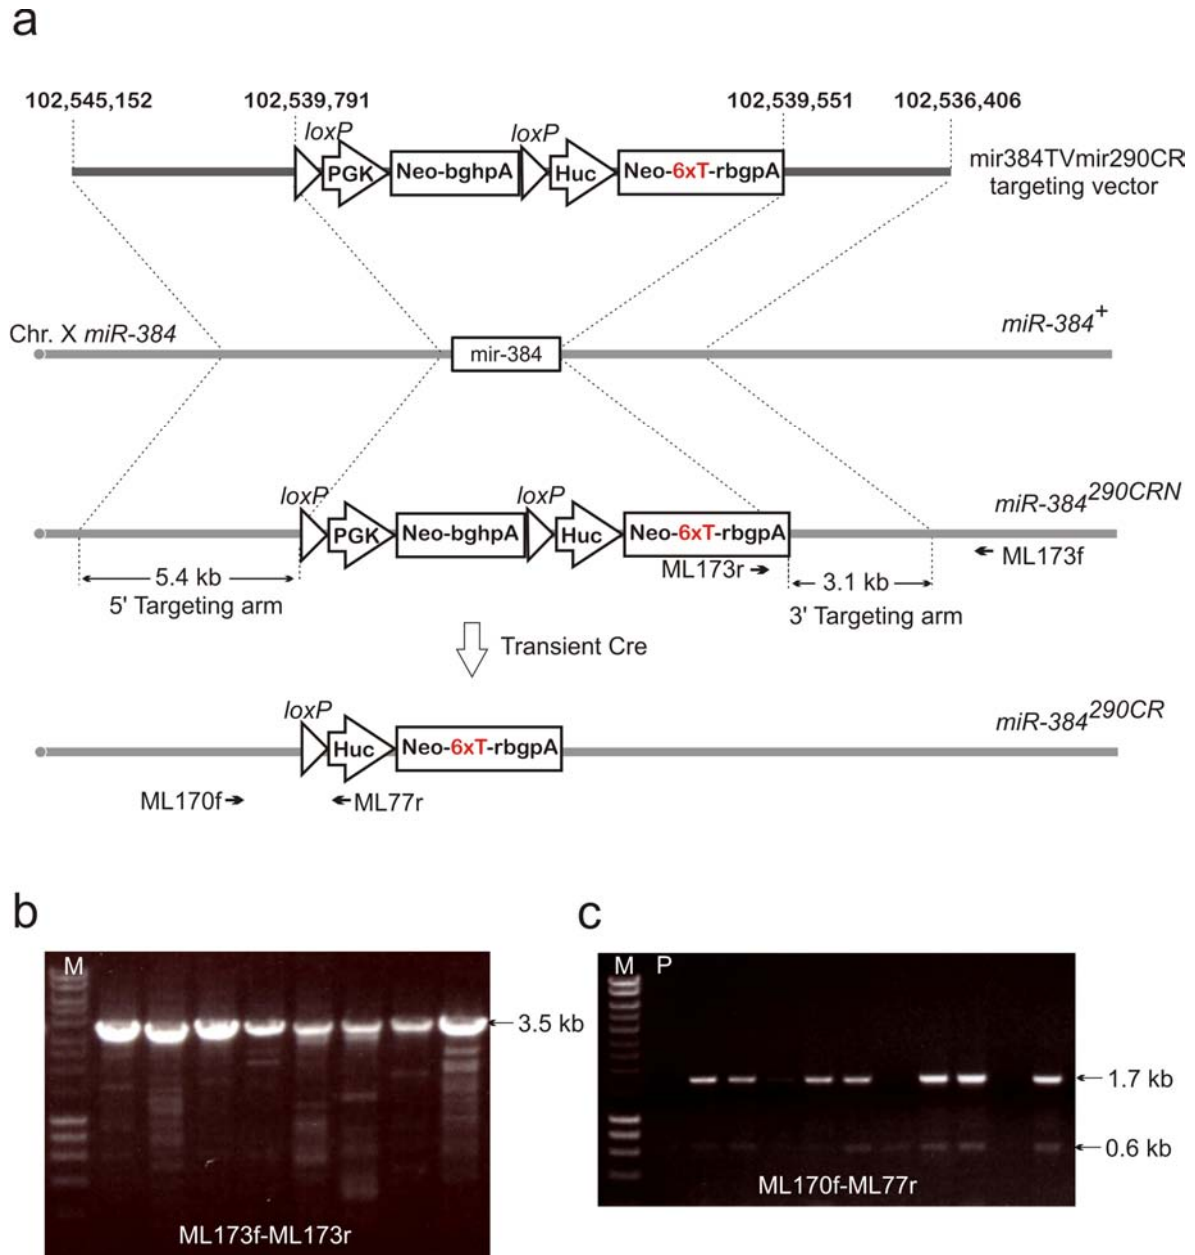 a
102,545,152 102,539,791 102,539,551 102,536,406
loxP loxP
PGK Neo-bghpA Huc Neo-6xT-rbgpA
mir384TVmir290CR
targeting vector
Chr. X miR-384
mir-384
miR-384+
loxP loxP
miR-384290CRN
PGK Neo-bghpA Huc Neo-6xT-rbgpA
ML173r
ML173f
5.4 kb
5' Targeting arm
3.1 kb
3' Targeting arm
Transient Cre
loxP
miR-384290CR
Huc Neo-6xT-rbgpA
ML170f
ML77r
b
M
3.5 kb
ML173f-ML173r
c
M P
1.7 kb
0.6 kb
ML170f-ML77r